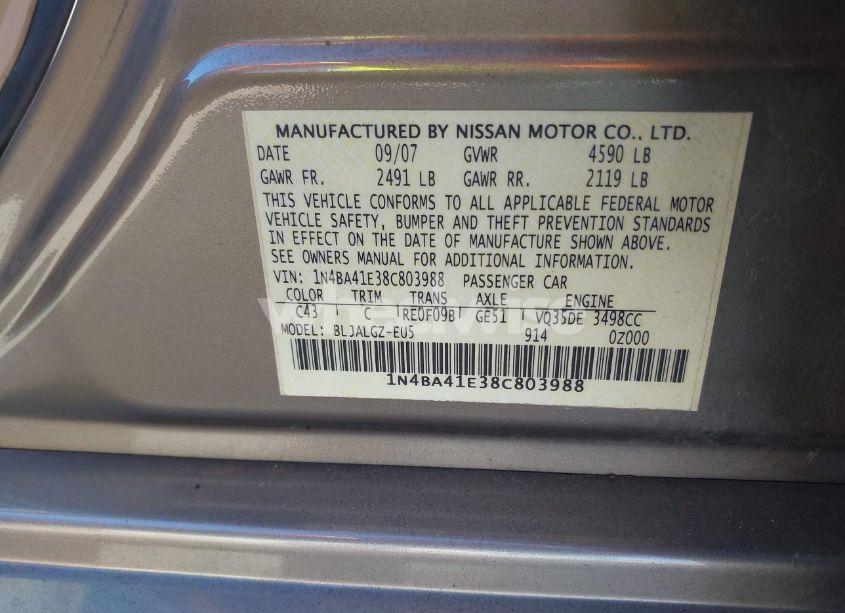 MANUFACTURED BY NISSAN MOTOR CO., LTD.
DATE 09/07 GVWR 4590 LB
GAWR FR. 2491 LB GAWR RR. 2119 LB
THIS VEHICLE CONFORMS TO ALL APPLICABLE FEDERAL MOTOR
VEHICLE SAFETY, BUMPER AND THEFT PREVENTION STANDARDS
IN EFFECT ON THE DATE OF MANUFACTURE SHOWN ABOVE.
SEE OWNERS MANUAL FOR ADDITIONAL INFORMATION.
VIN: 1N4BA41E38C803988 PASSENGER CAR
COLOR TRIM TRANS AXLE ENGINE
C43 C RE0F09B GE51 VQ35DE 3498CC
MODEL: BLJALGZ-EU5 914 0Z000
1N4BA41E38C803988